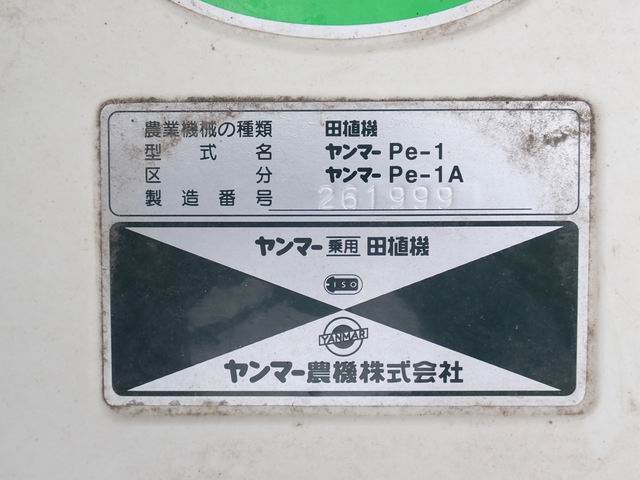 農業機械の種類 田植機
型式名 ヤンマー Pe-1
区分 ヤンマー Pe-1A
製造番号 261999
ヤンマー乗用田植機
ISO
YANMAR
ヤンマー農機株式会社